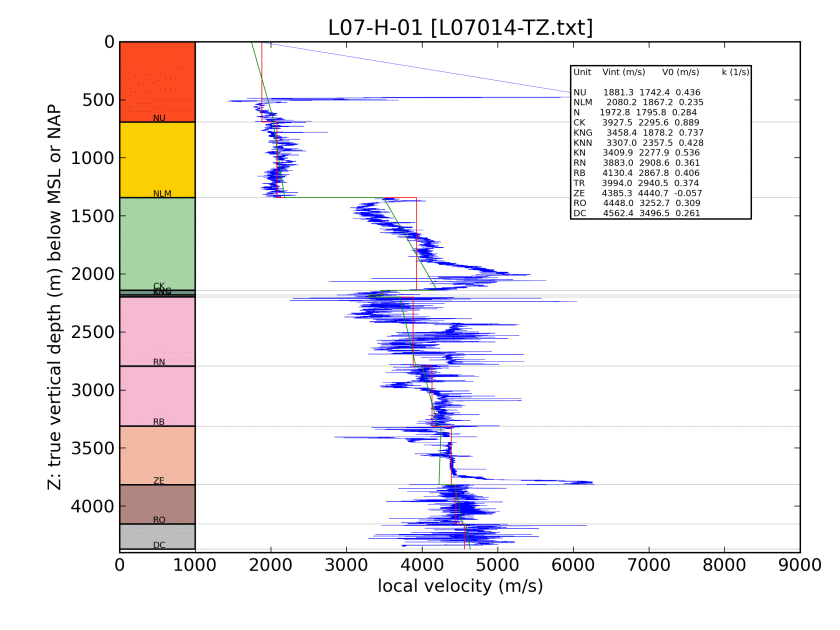 L07-H-01 [L07014-TZ.txt]
Z: true vertical depth (m) below MSL or NAP
0
500
1000
1500
2000
2500
3000
3500
4000
NU
NLM
CK
RN
RB
ZE
RO
DC
Unit Vint (m/s) V0 (m/s) k (1/s)
NU 1881.3 1742.4 0.436
NLM 2080.2 1867.2 0.235
N 1972.8 1795.8 0.284
CK 3927.5 2295.6 0.889
KNG 3458.4 1878.2 0.737
KNN 3307.0 2357.5 0.428
KN 3409.9 2277.9 0.536
RN 3883.0 2908.6 0.361
RB 4130.4 2867.8 0.406
TR 3994.0 2940.5 0.374
ZE 4385.3 4440.7 -0.057
RO 4448.0 3252.7 0.309
DC 4562.4 3496.5 0.261
0 1000 2000 3000 4000 5000 6000 7000 8000 9000
local velocity (m/s)